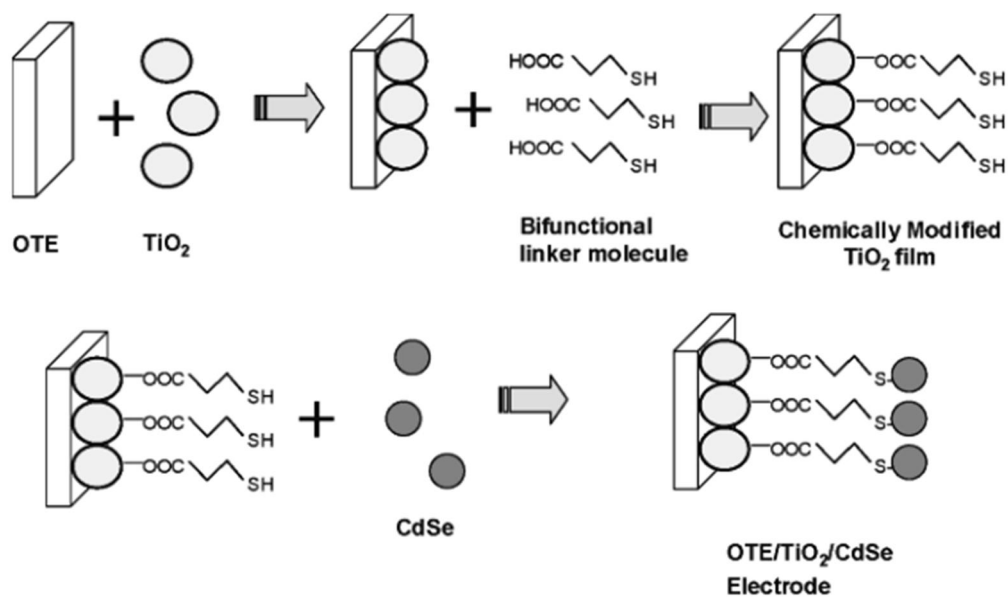 HOOC
SH
HOOC
SH
HOOC
SH
OOC
SH
OOC
SH
OOC
SH
OTE
TiO₂
Bifunctional
linker molecule
Chemically Modified
TiO₂ film
OOC
SH
OOC
SH
OOC
SH
CdSe
OOC
S
OOC
S
OOC
S
OTE/TiO₂/CdSe
Electrode